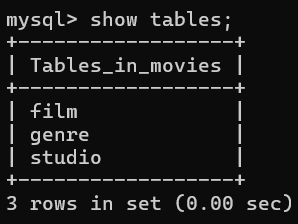 mysql> show tables;
+------------------+
| Tables_in_movies |
+------------------+
| film             |
| genre            |
| studio           |
+------------------+
3 rows in set (0.00 sec)